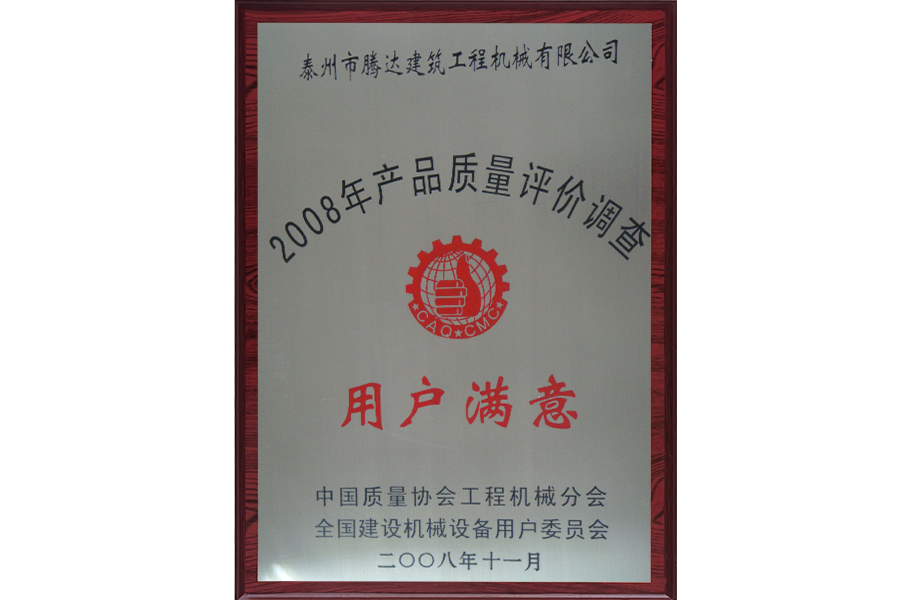 泰州市腾达建筑工程机械有限公司
2008年产品质量评价调查
★CAQ★CMC★
用户满意
中国质量协会工程机械分会
全国建设机械设备用户委员会
二〇〇八年十一月